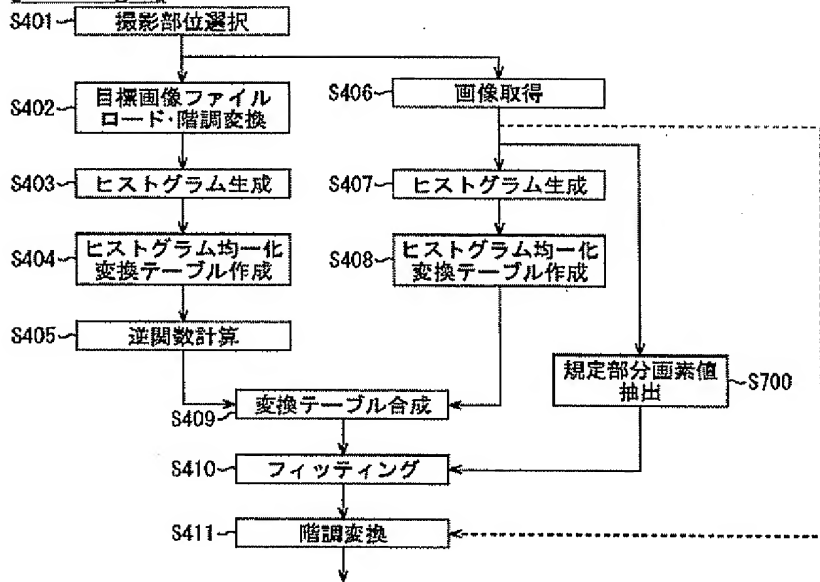 S401
撮影部位選択
S402
目標画像ファイル
ロード・階調変換
S406
画像取得
S403
ヒストグラム生成
S407
ヒストグラム生成
S404
ヒストグラム均一化
変換テーブル作成
S408
ヒストグラム均一化
変換テーブル作成
S405
逆関数計算
規定部分画素値
抽出
S700
S409
変換テーブル合成
S410
フィッティング
S411
階調変換